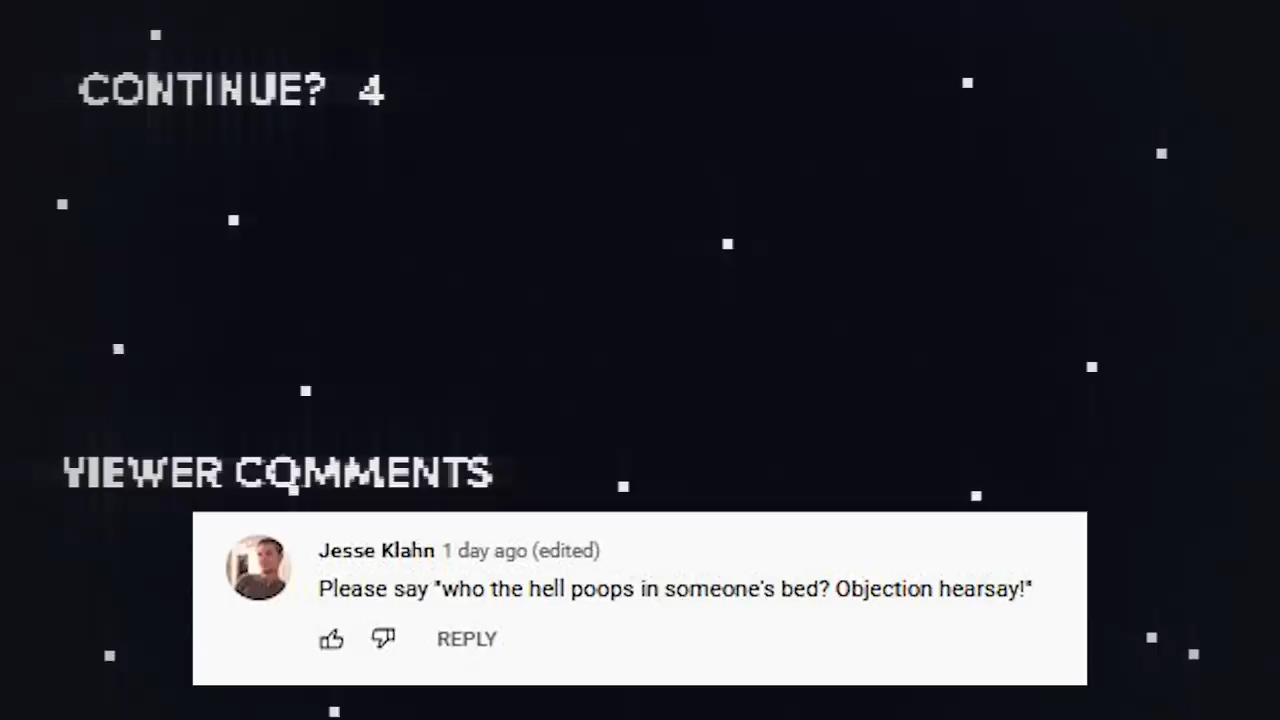 CONTINUE? 4
VIEWER COMMENTS
Jesse Klahn 1 day ago (edited)
Please say "who the hell poops in someone's bed? Objection hearsay!"
REPLY